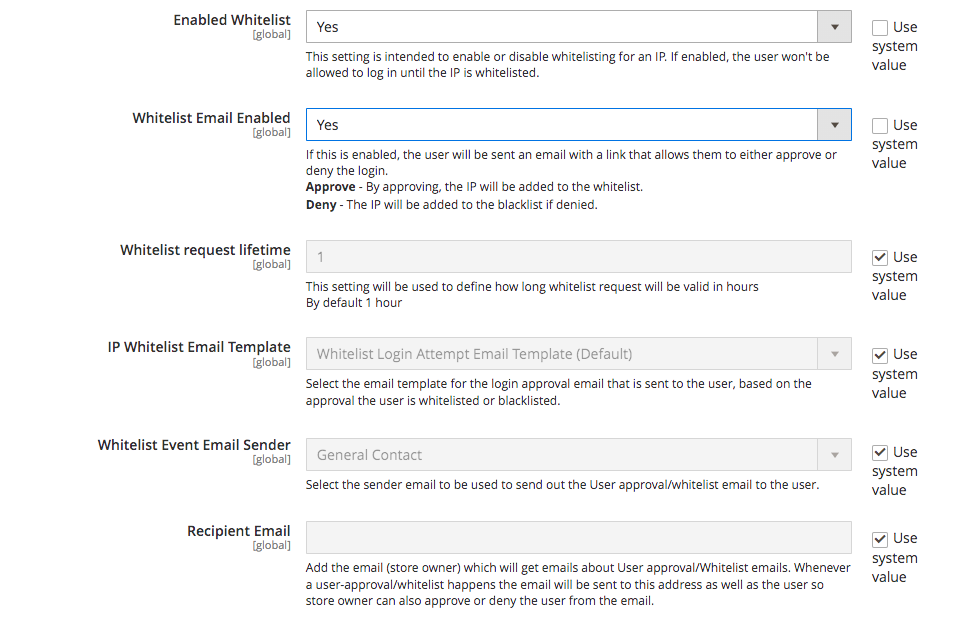 Enabled Whitelist
[global]
Yes
Use
system
value
This setting is intended to enable or disable whitelisting for an IP. If enabled, the user won't be
allowed to log in until the IP is whitelisted.
Whitelist Email Enabled
[global]
Yes
Use
system
value
If this is enabled, the user will be sent an email with a link that allows them to either approve or
deny the login.
Approve - By approving, the IP will be added to the whitelist.
Deny - The IP will be added to the blacklist if denied.
Whitelist request lifetime
[global]
1
Use
system
value
This setting will be used to define how long whitelist request will be valid in hours
By default 1 hour
IP Whitelist Email Template
[global]
Whitelist Login Attempt Email Template (Default)
Use
system
value
Select the email template for the login approval email that is sent to the user, based on the
approval the user is whitelisted or blacklisted.
Whitelist Event Email Sender
[global]
General Contact
Use
system
value
Select the sender email to be used to send out the User approval/whitelist email to the user.
Recipient Email
[global]
Use
system
value
Add the email (store owner) which will get emails about User approval/Whitelist emails. Whenever
a user-approval/whitelist happens the email will be sent to this address as well as the user so
store owner can also approve or deny the user from the email.